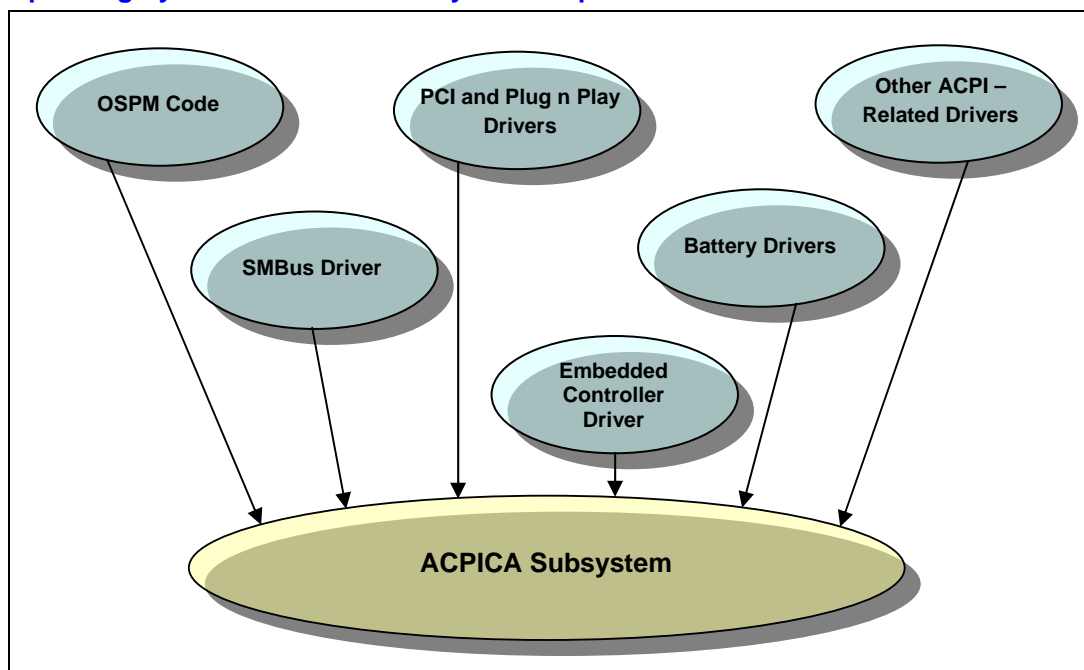 OSPM Code
PCI and Plug n Play
Drivers
Other ACPI –
Related Drivers
SMBus Driver
Battery Drivers
Embedded
Controller
Driver
ACPICA Subsystem